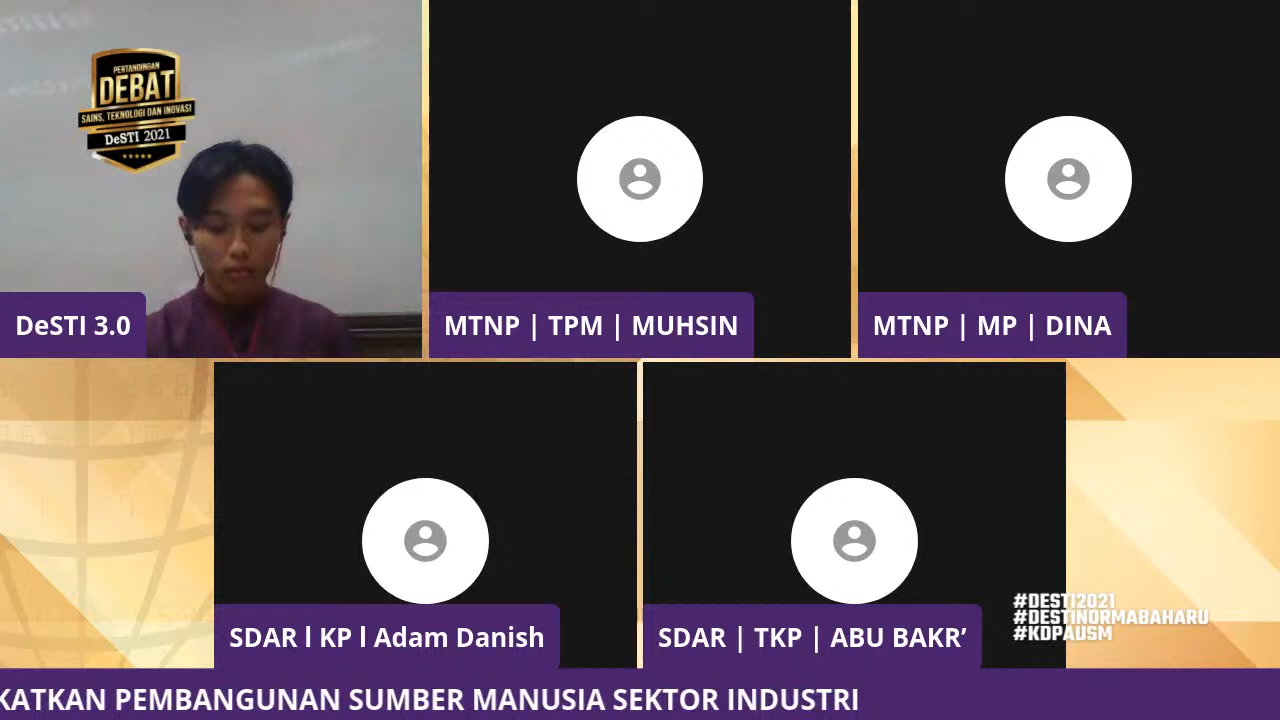 PERTANDINGAN
DEBAT
SAINS, TEKNOLOGI DAN INOVASI
DeSTI 2021
DeSTI 3.0
MTNP | TPM | MUHSIN
MTNP | MP | DINA
SDAR l KP l Adam Danish
SDAR | TKP | ABU BAKR’
#DESTI2021
#DESTINORMABAHARU
#KDPAUSM
KATKAN PEMBANGUNAN SUMBER MANUSIA SEKTOR INDUSTRI